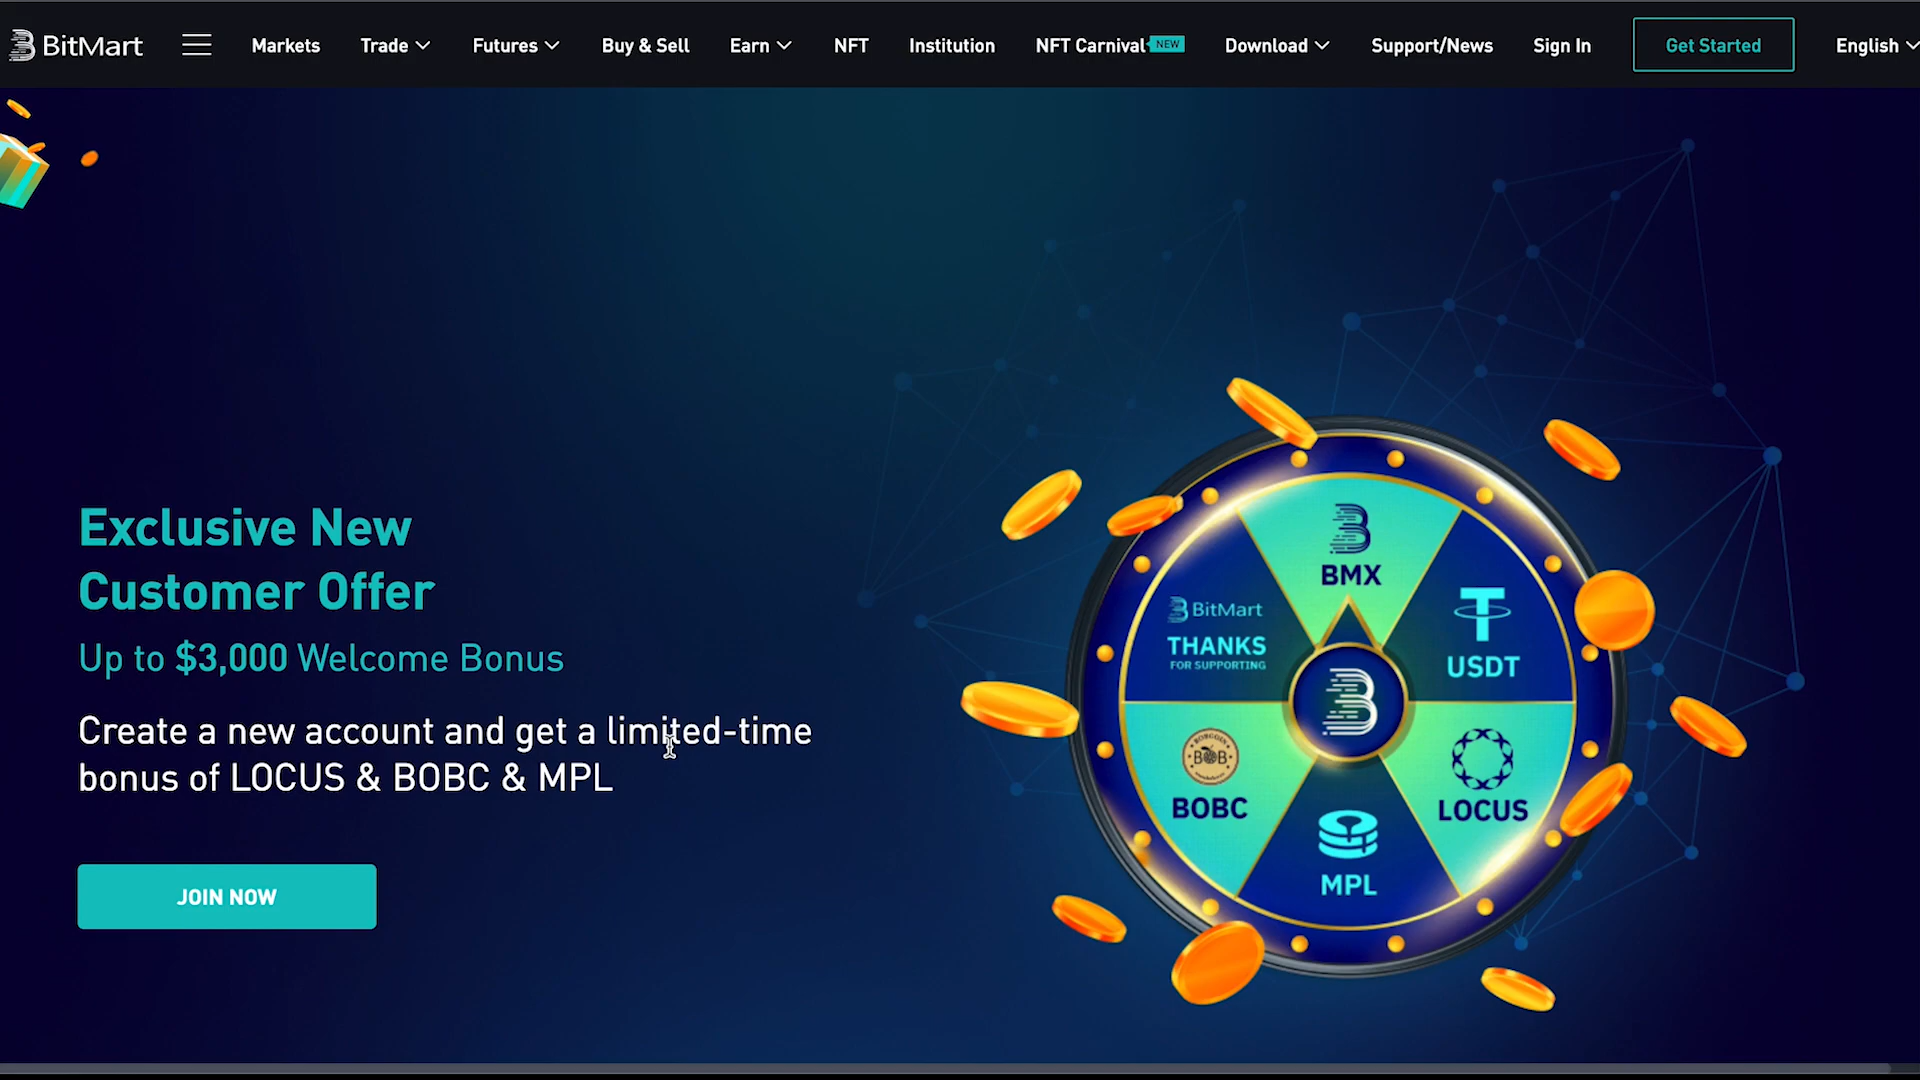 BitMart
Markets
Trade
Futures
Buy & Sell
Earn
NFT
Institution
NFT Carnival NEW
Download
Support/News
Sign In
Get Started
English
Exclusive New
Customer Offer
Up to $3,000 Welcome Bonus
Create a new account and get a limited-time
bonus of LOCUS & BOBC & MPL
JOIN NOW
BMX
BitMart
THANKS
FOR SUPPORTING
USDT
BOB
BOBC
LOCUS
MPL